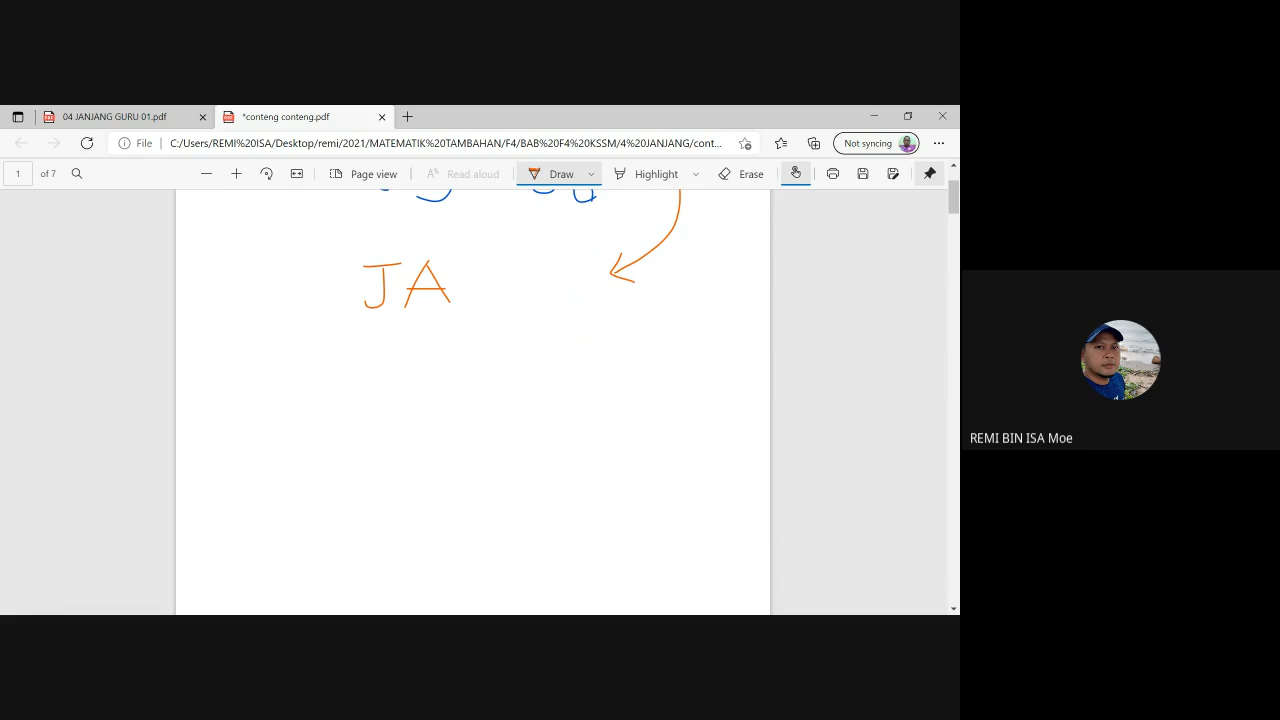 04 JANJANG GURU 01.pdf
*conteng conteng.pdf
File C:/Users/REMI%20ISA/Desktop/remi/2021/MATEMATIK%20TAMBAHAN/F4/BAB%20F4%20KSSM/4%20JANJANG/cont...
Not syncing
1 of 7 Page view Read aloud Draw Highlight Erase
JA
REMI BIN ISA Moe